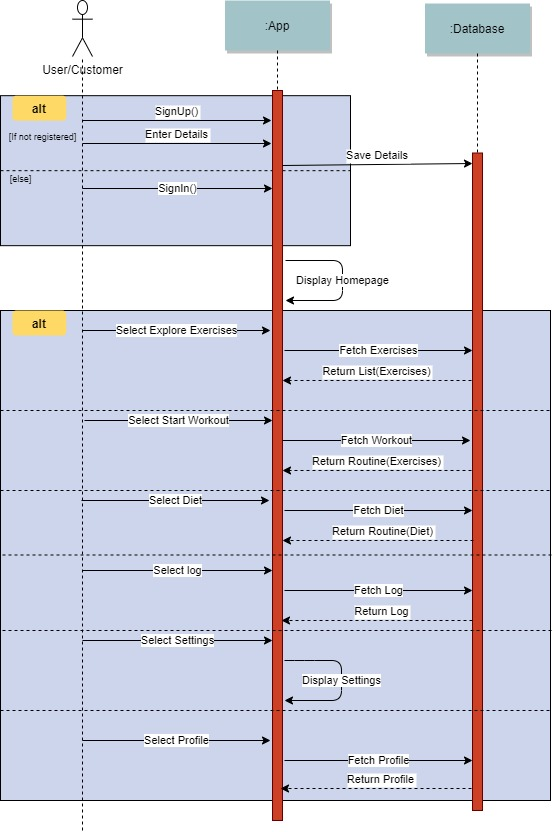 :App
:Database
User/Customer
alt
SignUp()
[If not registered]
Enter Details
Save Details
[else]
SignIn()
Display Homepage
alt
Select Explore Exercises
Fetch Exercises
Return List(Exercises)
Select Start Workout
Fetch Workout
Return Routine(Exercises)
Select Diet
Fetch Diet
Return Routine(Diet)
Select log
Fetch Log
Return Log
Select Settings
Display Settings
Select Profile
Fetch Profile
Return Profile